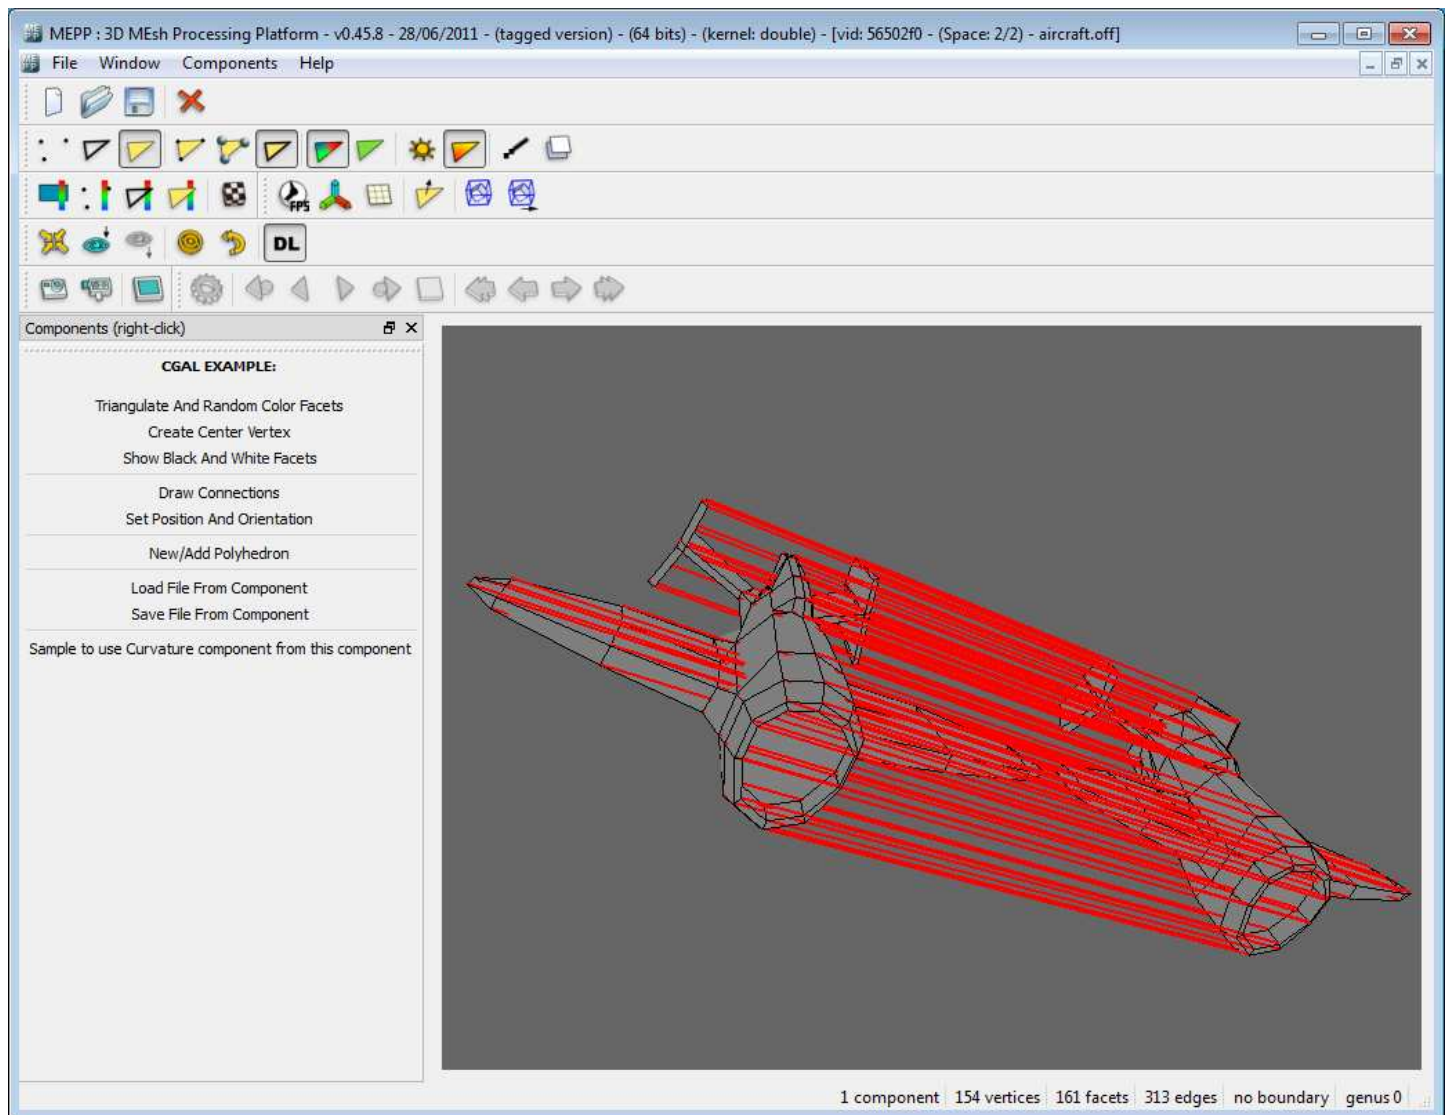 MEPP : 3D MEsh Processing Platform - v0.45.8 - 28/06/2011 - (tagged version) - (64 bits) - (kernel: double) - [vid: 56502f0 - (Space: 2/2) - aircraft.off]
File Window Components Help
FPS
DL
Components (right-click)
CGAL EXAMPLE:
Triangulate And Random Color Facets
Create Center Vertex
Show Black And White Facets
Draw Connections
Set Position And Orientation
New/Add Polyhedron
Load File From Component
Save File From Component
Sample to use Curvature component from this component
1 component 154 vertices 161 facets 313 edges no boundary genus 0